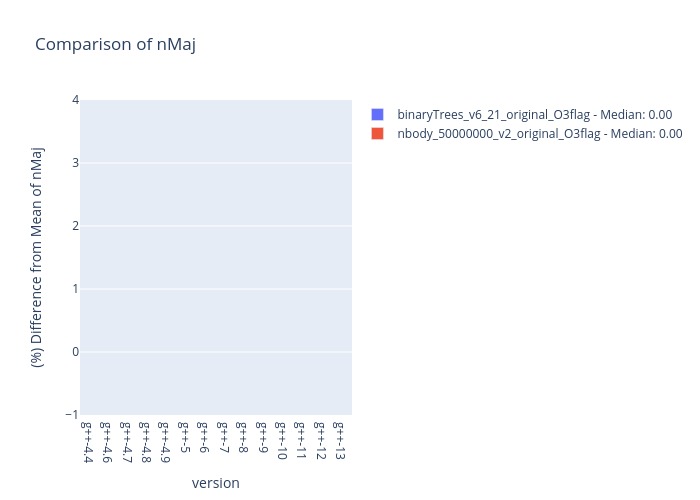 Comparison of nMaj
binaryTrees_v6_21_original_O3flag - Median: 0.00
nbody_50000000_v2_original_O3flag - Median: 0.00
(%) Difference from Mean of nMaj
4
3
2
1
0
−1
g++-4.4
g++-4.6
g++-4.7
g++-4.8
g++-4.9
g++-5
g++-6
g++-7
g++-8
g++-9
g++-10
g++-11
g++-12
g++-13
version